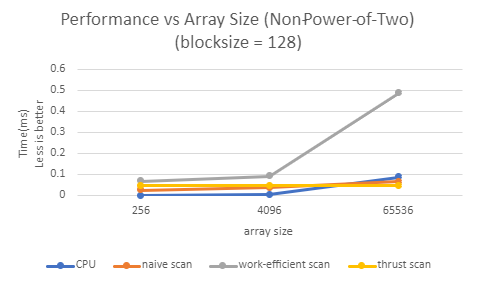 Performance vs Array Size (Non-Power-of-Two)
(blocksize = 128)
Time(ms)
Less is better
0.6
0.5
0.4
0.3
0.2
0.1
0
256
4096
65536
array size
CPU
naive scan
work-efficient scan
thrust scan